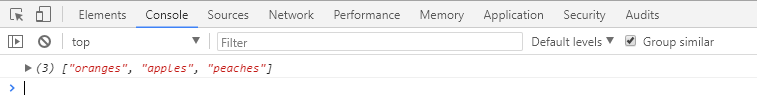 Elements Console Sources Network Performance Memory Application Security Audits
top Filter Default levels Group similar
(3) ["oranges", "apples", "peaches"]